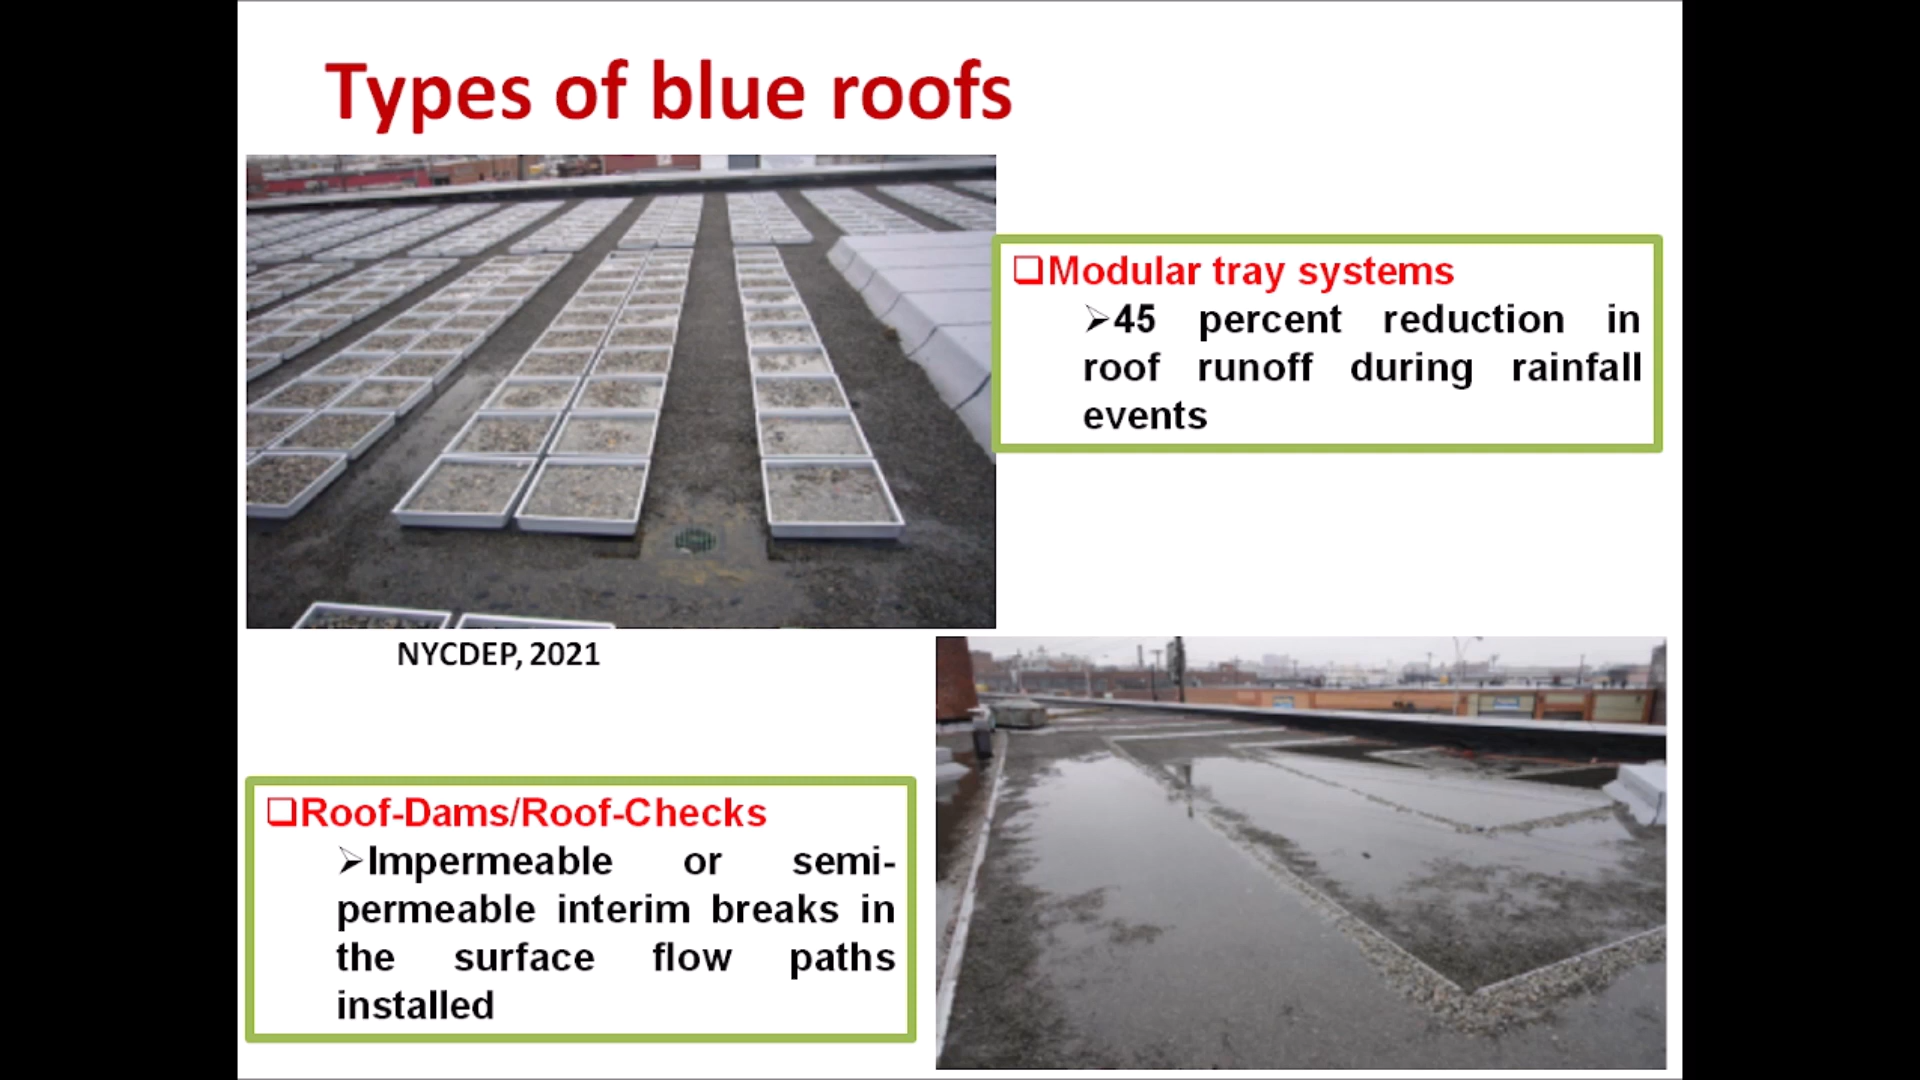 Types of blue roofs
❑Modular tray systems
➢45 percent reduction in
roof runoff during rainfall
events
NYCDEP, 2021
❑Roof-Dams/Roof-Checks
➢Impermeable or semi-
permeable interim breaks in
the surface flow paths
installed